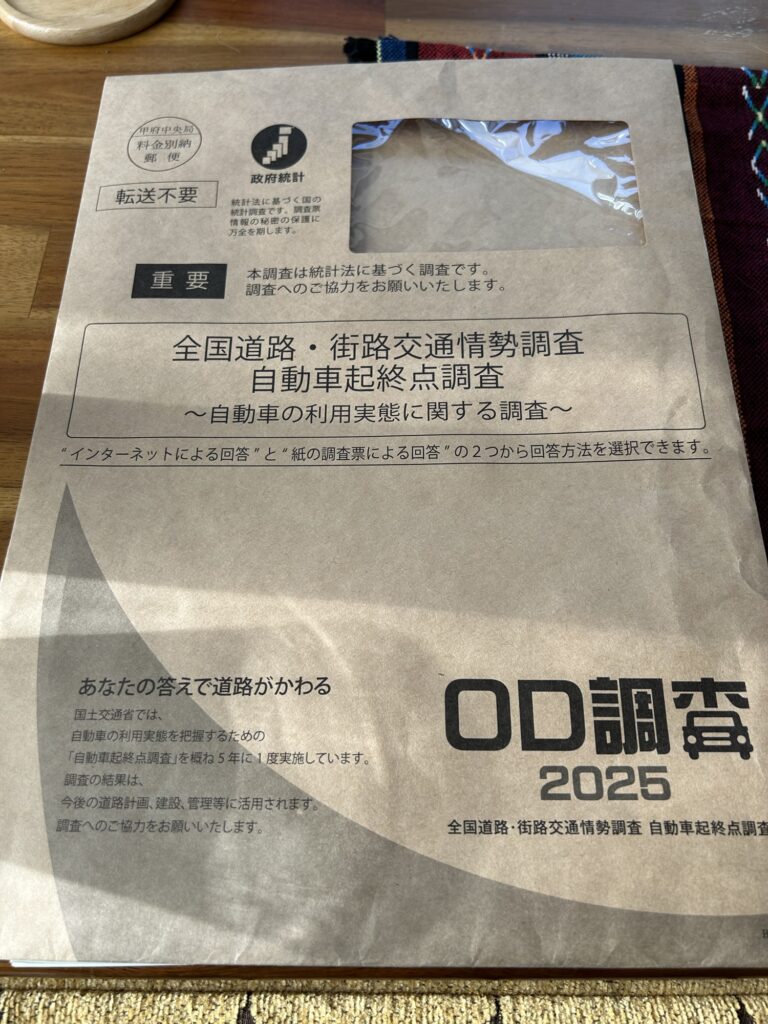 甲府中央局
料金別納
郵便
転送不要
政府統計
統計法に基づく国の
統計調査です。調査票
情報の秘密の保護に
万全を期します。
重要
本調査は統計法に基づく調査です。
調査へのご協力をお願いいたします。
全国道路・街路交通情勢調査
自動車起終点調査
～自動車の利用実態に関する調査～
“インターネットによる回答”と“紙の調査票による回答”の2つから回答方法を選択できます。
あなたの答えで道路がかわる
国土交通省では、
自動車の利用実態を把握するための
「自動車起終点調査」を概ね5年に1度実施しています。
調査の結果は、
今後の道路計画、建設、管理等に活用されます。
調査へのご協力をお願いいたします。
OD調査
2025
全国道路・街路交通情勢調査 自動車起終点調査